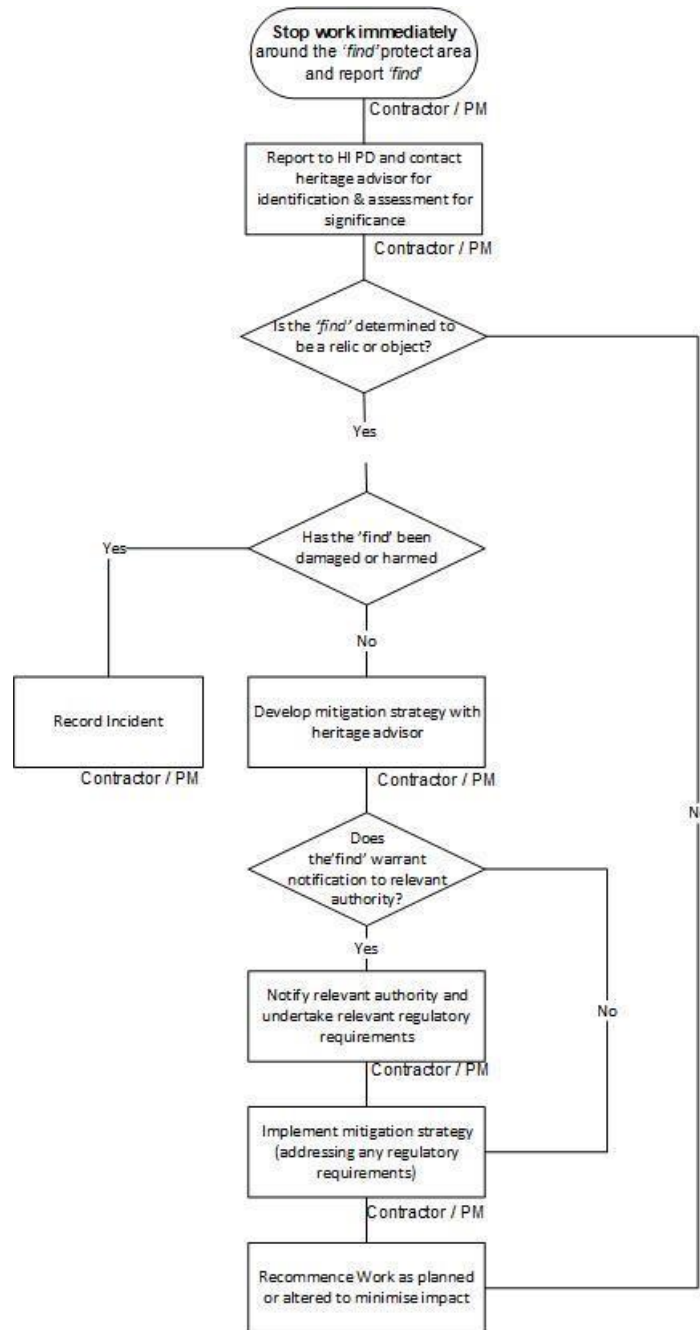 Stop work immediately
around the ‘find’ protect area
and report ‘find’
Contractor / PM
Report to HI PD and contact
heritage advisor for
identification & assessment for
significance
Contractor / PM
Is the ‘find’ determined to
be a relic or object?
Yes
Has the ‘find’ been
damaged or harmed
Yes
No
Record Incident
Contractor / PM
Develop mitigation strategy with
heritage advisor
Contractor / PM
Does
the‘find’ warrant
notification to relevant
authority?
Yes
Notify relevant authority and
undertake relevant regulatory
requirements
Contractor / PM
No
Implement mitigation strategy
(addressing any regulatory
requirements)
Contractor / PM
Recommence Work as planned
or altered to minimise impact